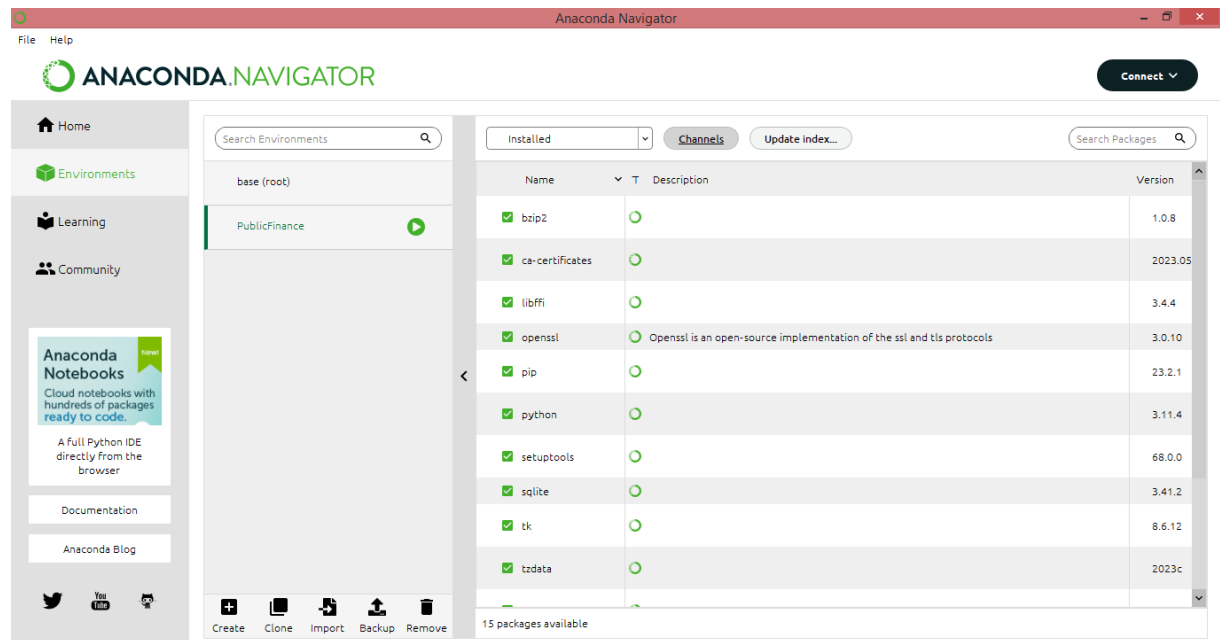 Anaconda Navigator
File Help
ANACONDA.NAVIGATOR
Connect
Home
Environments
Learning
Community
Anaconda Notebooks
New!
Cloud notebooks with
hundreds of packages
ready to code.
A full Python IDE
directly from the
browser
Documentation
Anaconda Blog
You
Tube
Search Environments
base (root)
PublicFinance
Create Clone Import Backup Remove
Installed Channels Update index... Search Packages
Name T Description Version
bzip2 1.0.8
ca-certificates 2023.05
libffi 3.4.4
openssl Openssl is an open-source implementation of the ssl and tls protocols 3.0.10
pip 23.2.1
python 3.11.4
setuptools 68.0.0
sqlite 3.41.2
tk 8.6.12
tzdata 2023c
15 packages available